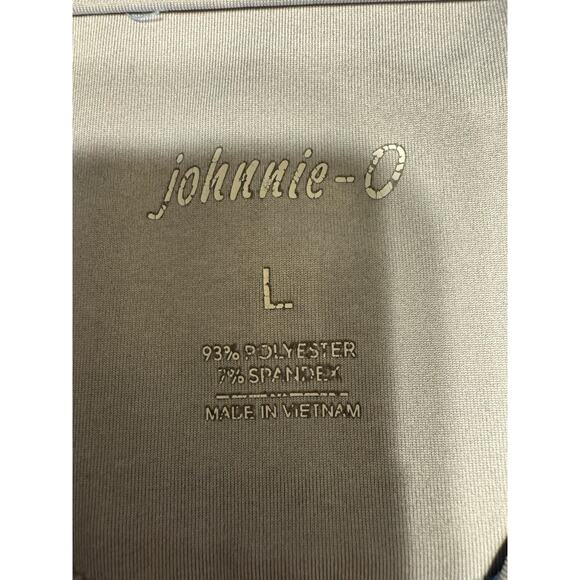 johnnie-O
L
93% POLYESTER
7% SPANDEX
MADE IN VIETNAM